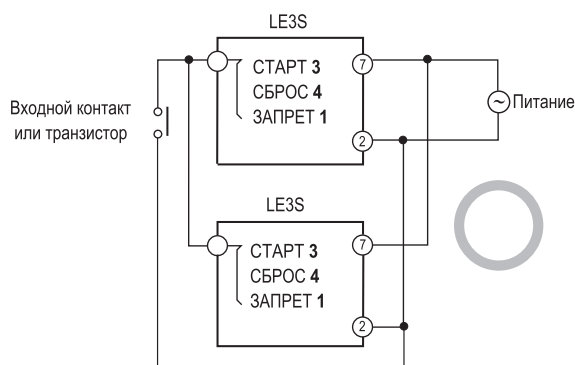 LE3S
СТАРТ 3
СБРОС 4
ЗАПРЕТ 1
7
2
Входной контакт
или транзистор
~
Питание
LE3S
СТАРТ 3
СБРОС 4
ЗАПРЕТ 1
7
2